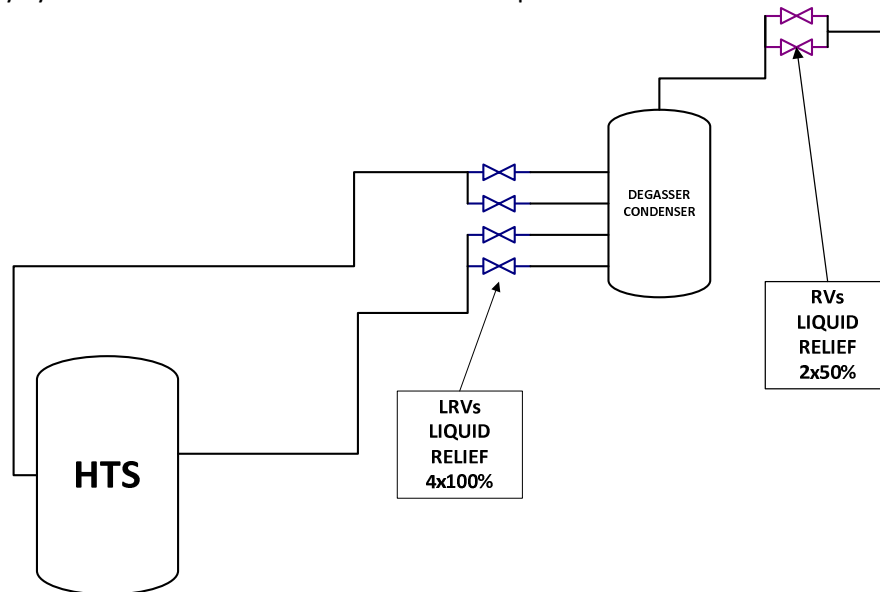 DEGASSER
CONDENSER
RVs
LIQUID
RELIEF
2x50%
LRVs
LIQUID
RELIEF
4x100%
HTS